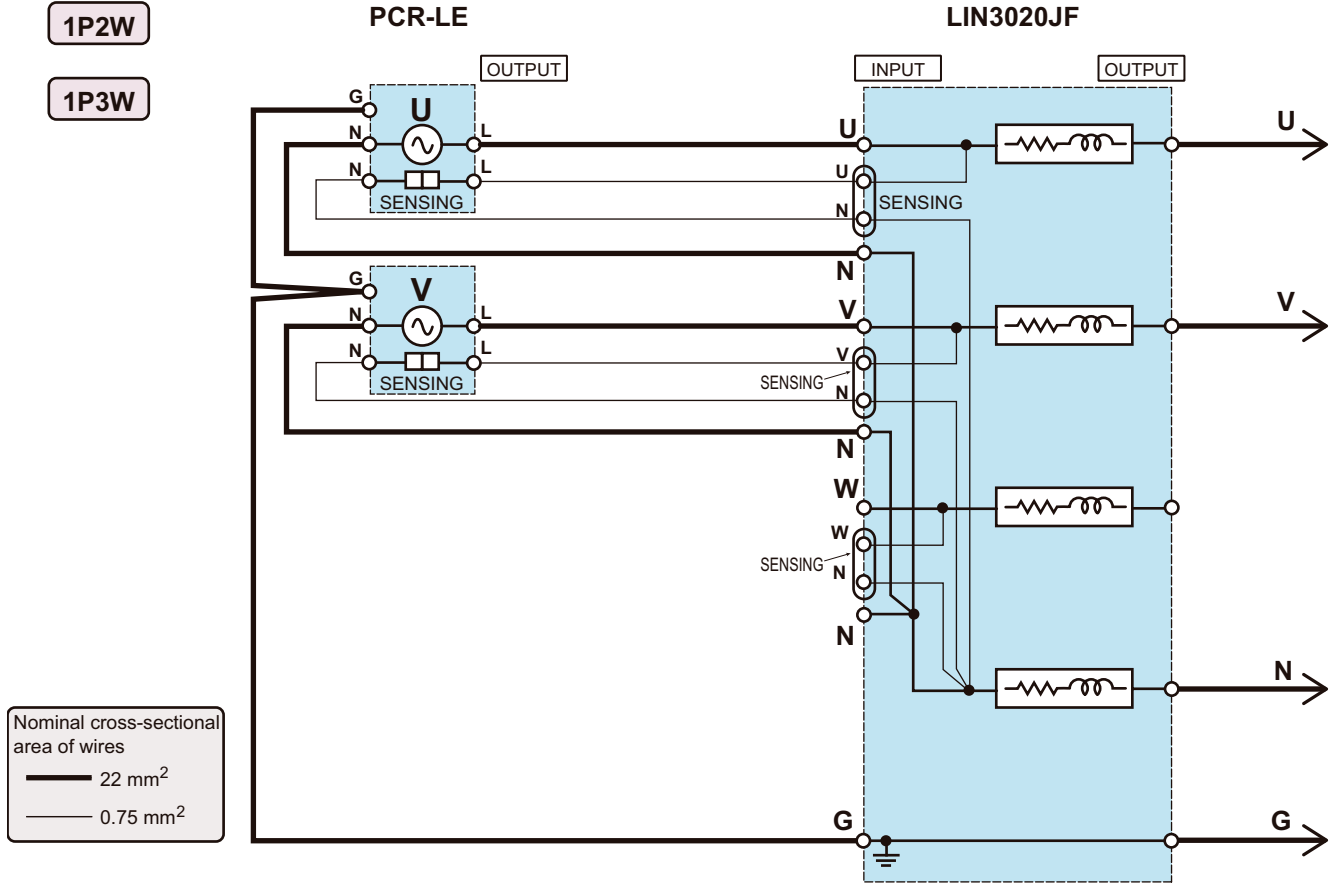 1P2W
PCR-LE
LIN3020JF
1P3W
OUTPUT
INPUT
OUTPUT
G
U
N
L
U
U
N
L
U
SENSING
N
SENSING
N
G
V
N
L
V
V
N
L
V
SENSING
SENSING
N
N
W
W
SENSING
N
N
N
Nominal cross-sectional
area of wires
22 mm²
0.75 mm²
G
G